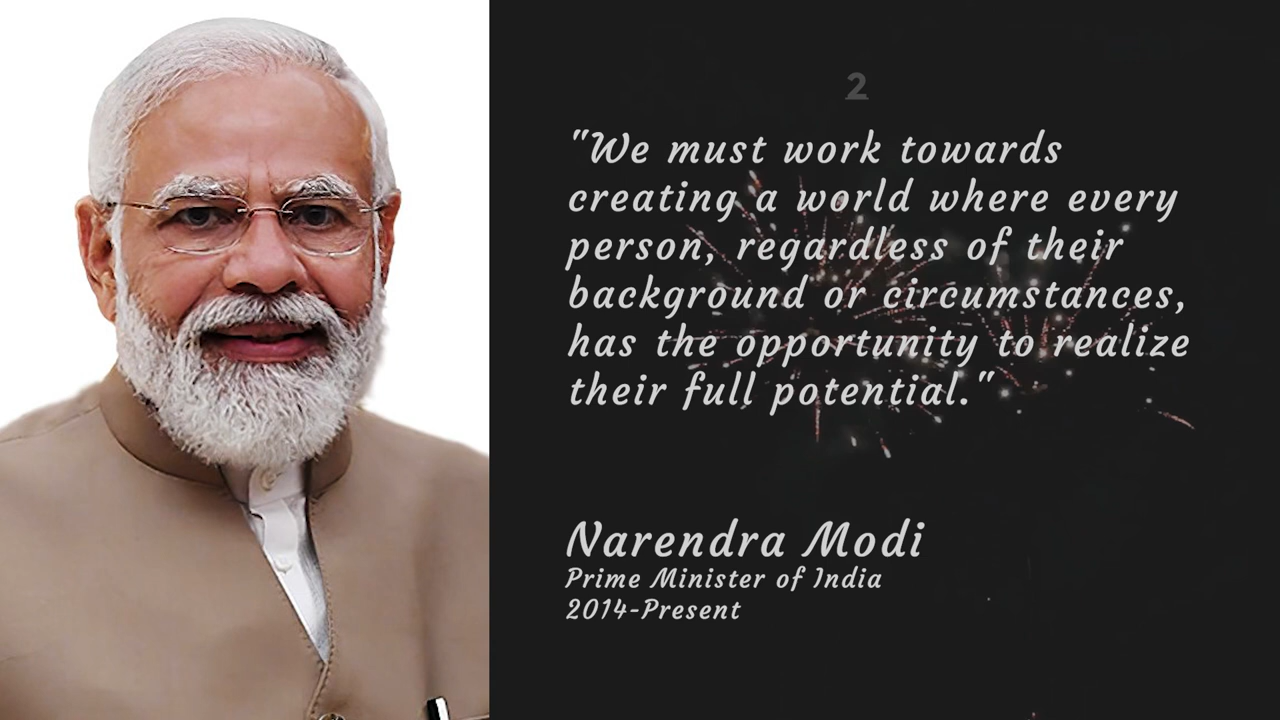 2
"We must work towards
creating a world where every
person, regardless of their
background or circumstances,
has the opportunity to realize
their full potential."
Narendra Modi
Prime Minister of India
2014-Present